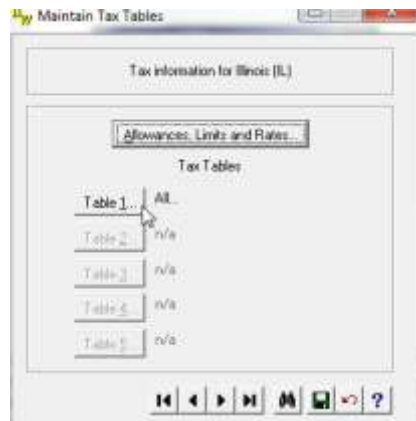 Maintain Tax Tables
Tax information for Illinois (IL)
Allowances, Limits and Rates...
Tax Tables
Table 1... All...
Table 2... n/a
Table 3... n/a
Table 4... n/a
Table 5... n/a
?